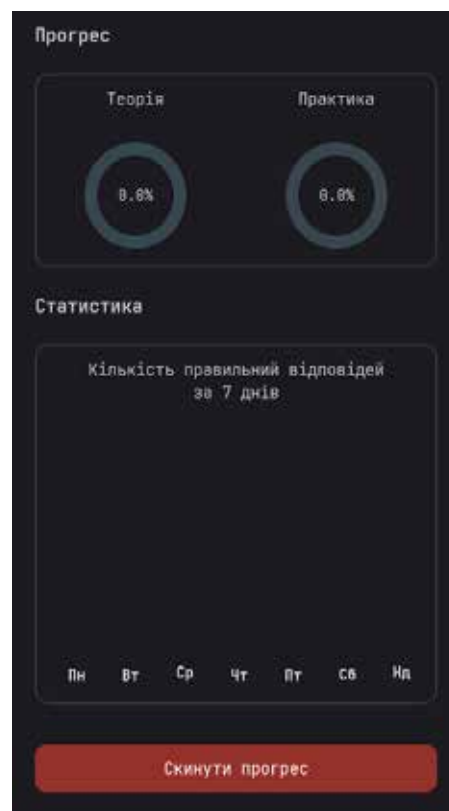 Прогрес
Теорія Практика
0.0% 0.0%
Статистика
Кількість правильний відповідей
за 7 днів
Пн Вт Ср Чт Пт Сб Нд
Скинути прогрес